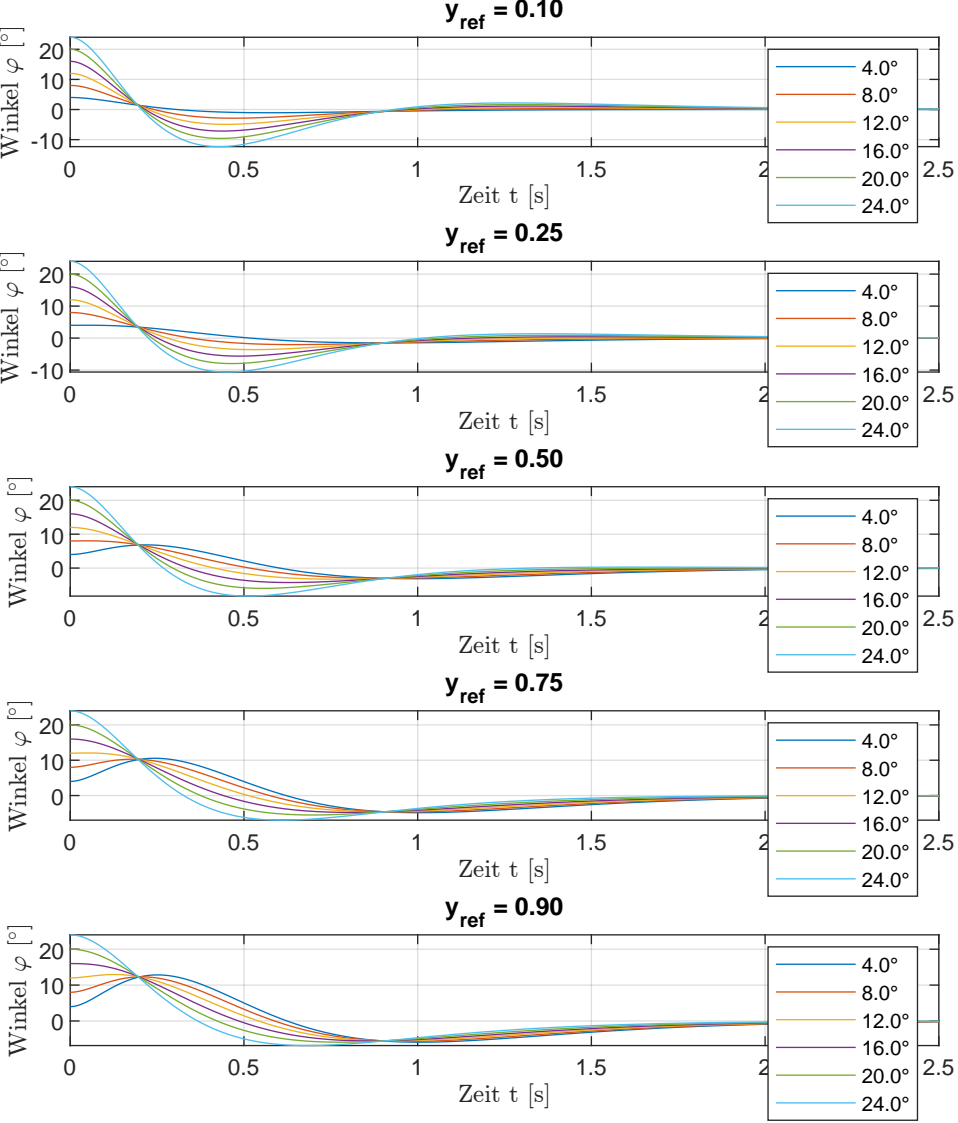 y_ref = 0.10
Winkel φ [°]
20
10
0
-10
0 0.5 1 1.5 2 2.5
Zeit t [s]
4.0°
8.0°
12.0°
16.0°
20.0°
24.0°
y_ref = 0.25
Winkel φ [°]
20
10
0
-10
0 0.5 1 1.5 2 2.5
Zeit t [s]
4.0°
8.0°
12.0°
16.0°
20.0°
24.0°
y_ref = 0.50
Winkel φ [°]
20
10
0
0 0.5 1 1.5 2 2.5
Zeit t [s]
4.0°
8.0°
12.0°
16.0°
20.0°
24.0°
y_ref = 0.75
Winkel φ [°]
20
10
0
0 0.5 1 1.5 2 2.5
Zeit t [s]
4.0°
8.0°
12.0°
16.0°
20.0°
24.0°
y_ref = 0.90
Winkel φ [°]
20
10
0
0 0.5 1 1.5 2 2.5
Zeit t [s]
4.0°
8.0°
12.0°
16.0°
20.0°
24.0°